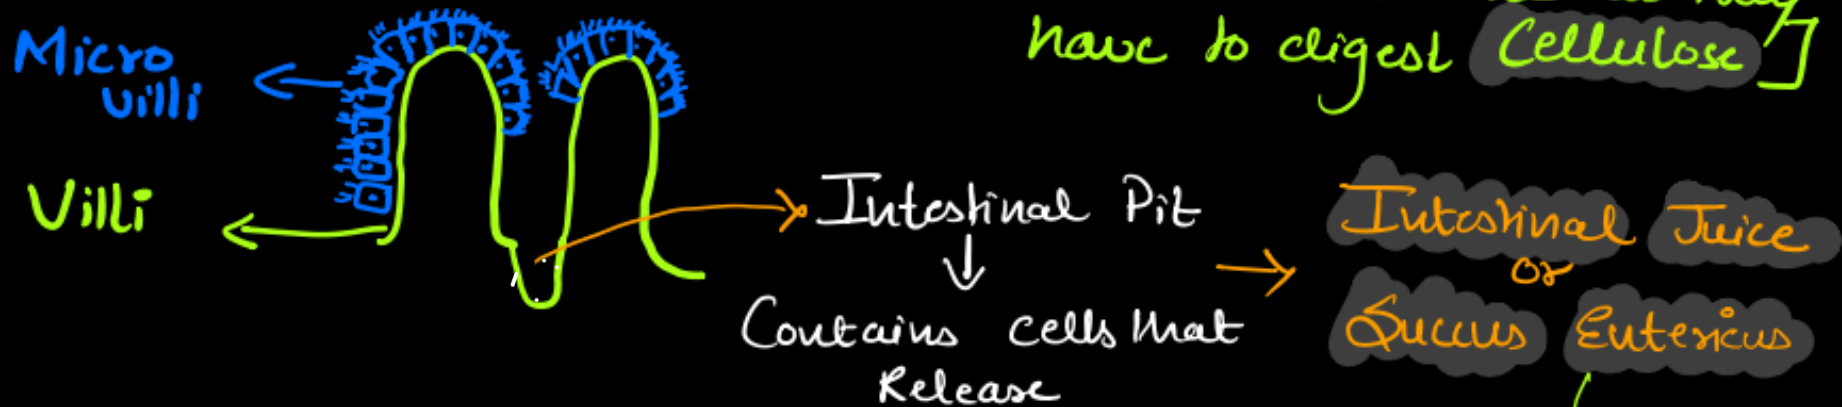 have to digest Cellulose]
Micro
villi
Villi
Intestinal Pit
Contains cells that
Release
Intestinal Juice
or
Succus Entericus